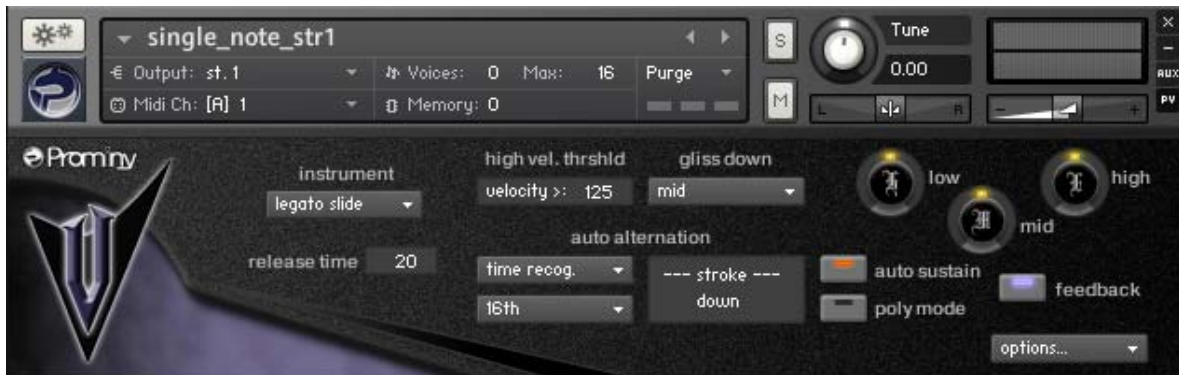 single_note_str1
Output: st.1
Voices: 0 Max: 16
Purge
Midi Ch: [A] 1
Memory: 0
S
M
Tune
0.00
L R
- +
×
-
AUX
PV
Prominy
V
instrument
legato slide
release time 20
high vel. thrshld
velocity >: 125
gliss down
mid
auto alternation
time recog.
16th
--- stroke ---
down
low
M
mid
high
auto sustain
poly mode
feedback
options...